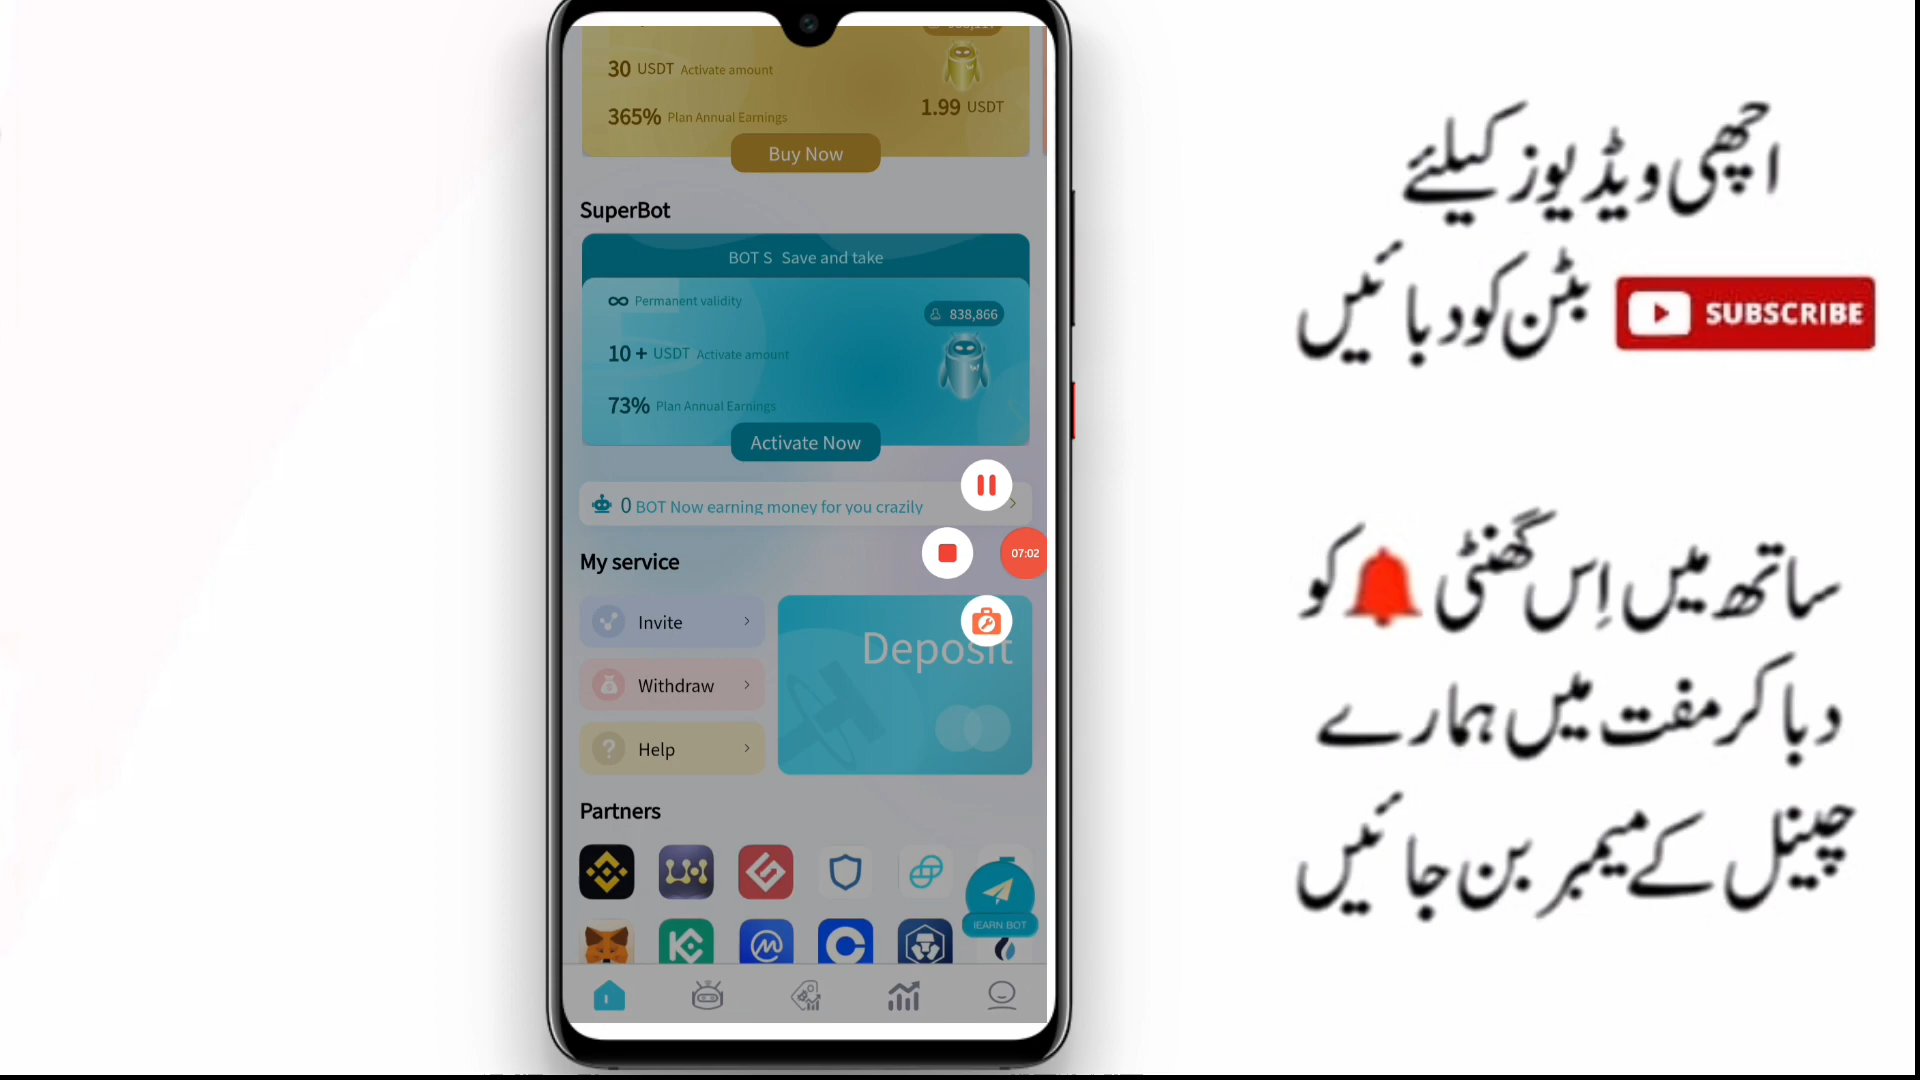 30 USDT Activate amount
1.99 USDT
365% Plan Annual Earnings
Buy Now
SuperBot
BOT S Save and take
∞ Permanent validity
838,866
10 + USDT Activate amount
73% Plan Annual Earnings
Activate Now
0 BOT Now earning money for you crazily
07:02
My service
Invite
Deposit
Withdraw
Help
Partners
IEARN BOT
اچھی ویڈیوز کیلئے
بٹن کو دبائیں SUBSCRIBE
ساتھ میں اِس گھنٹی کو
دبا کر مفت میں ہمارے
چینل کے میمبر بن جائیں